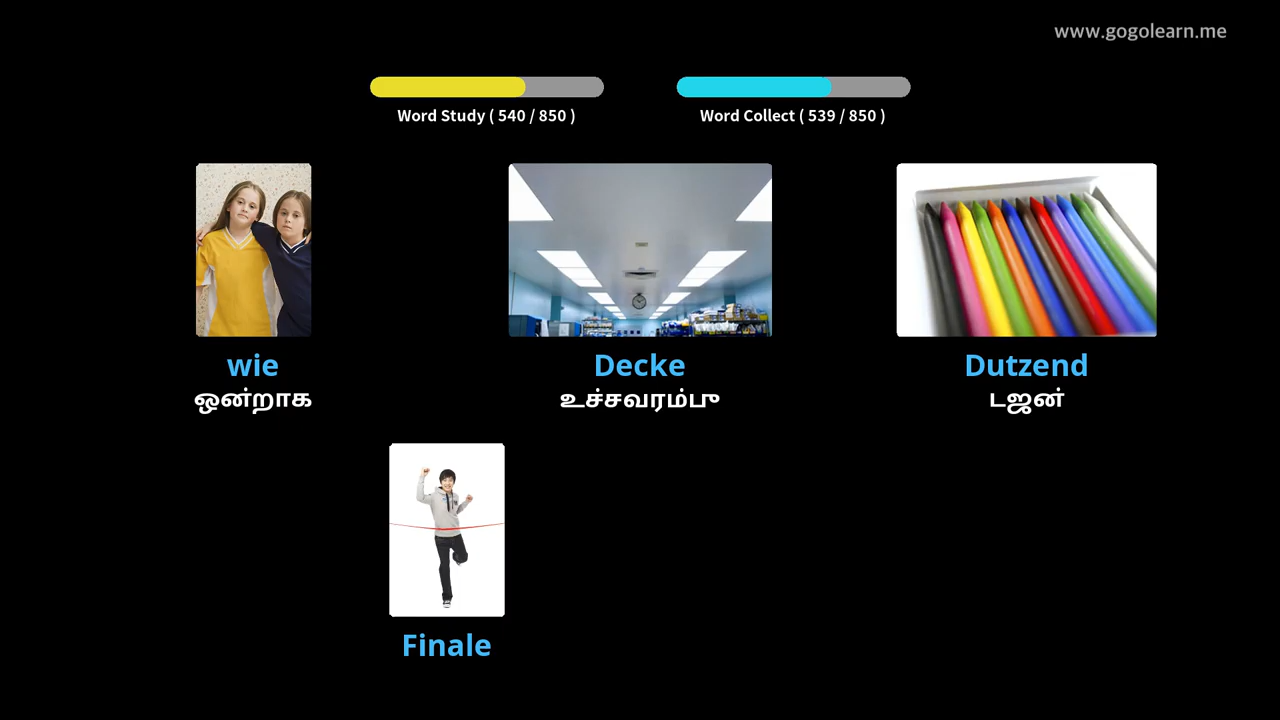 www.gogolearn.me
Word Study ( 540 / 850 )
Word Collect ( 539 / 850 )
wie
ஒன்றாக
Decke
உச்சவரம்பு
Dutzend
டஜன்
Finale